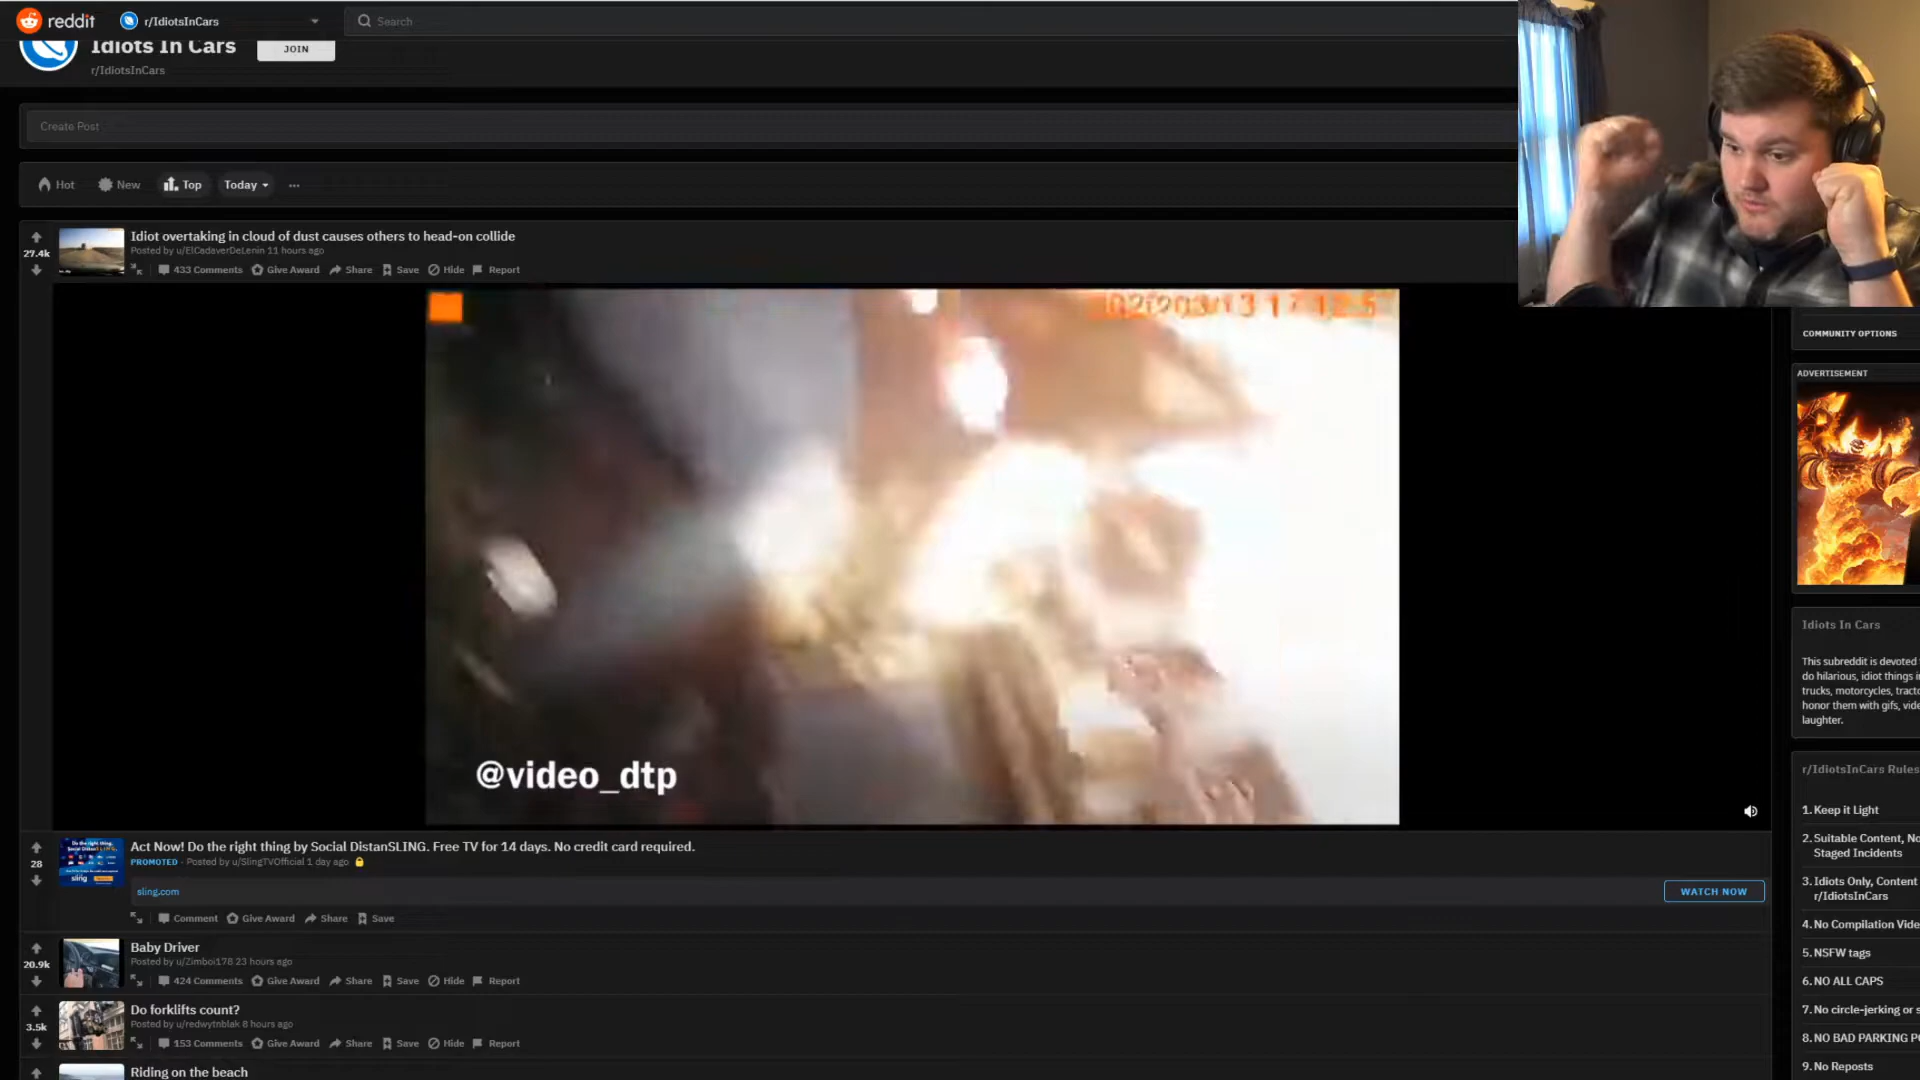 reddit
r/IdiotsInCars
Search
Idiots In Cars
JOIN
r/IdiotsInCars
Create Post
Hot
New
Top
Today
27.4k
Idiot overtaking in cloud of dust causes others to head-on collide
Posted by u/ElCadaverDeLenin 11 hours ago
433 Comments
Give Award
Share
Save
Hide
Report
@video_dtp
28
Act Now! Do the right thing by Social DistanSLING. Free TV for 14 days. No credit card required.
PROMOTED · Posted by u/SlingTVOfficial 1 day ago
sling.com
WATCH NOW
Comment
Give Award
Share
Save
20.9k
Baby Driver
Posted by u/Zimboi178 23 hours ago
424 Comments
Give Award
Share
Save
Hide
Report
3.5k
Do forklifts count?
Posted by u/redwytnblak 8 hours ago
153 Comments
Give Award
Share
Save
Hide
Report
Riding on the beach
COMMUNITY OPTIONS
ADVERTISEMENT
Idiots In Cars
This subreddit is devoted
do hilarious, idiot things i
trucks, motorcycles, tract
honor them with gifs, vid
laughter.
r/IdiotsInCars Rules
1. Keep it Light
2. Suitable Content, No
Staged Incidents
3. Idiots Only, Content
r/IdiotsInCars
4. No Compilation Vide
5. NSFW tags
6. NO ALL CAPS
7. No circle-jerking or s
8. NO BAD PARKING P
9. No Reposts